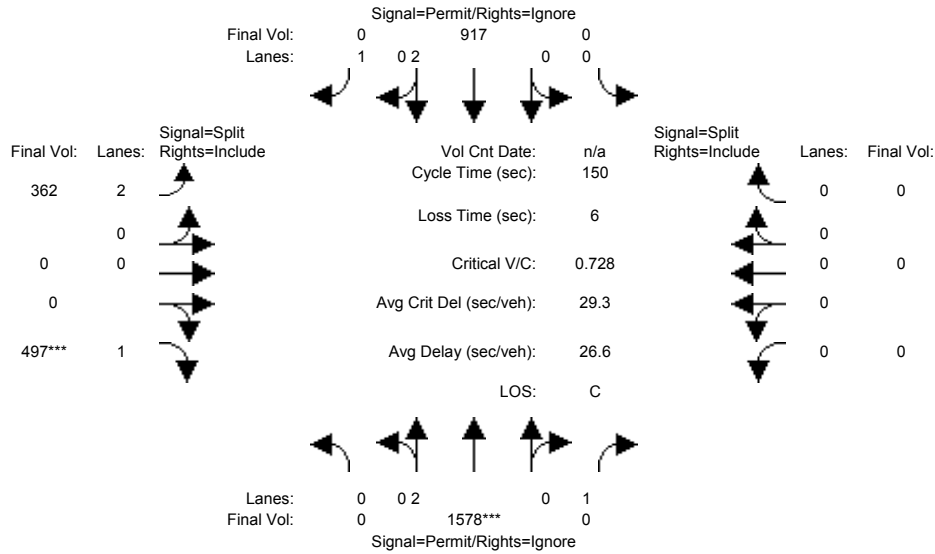 Signal=Permit/Rights=Ignore
Final Vol: 0 917 0
Lanes: 1 0 2 0 0
Signal=Split Signal=Split
Final Vol: Lanes: Rights=Include Vol Cnt Date: n/a Rights=Include Lanes: Final Vol:
Cycle Time (sec): 150
362 2 0 0
Loss Time (sec): 6
0 0
0 0 Critical V/C: 0.728 0 0
0 Avg Crit Del (sec/veh): 29.3 0
497*** 1 Avg Delay (sec/veh): 26.6 0 0
LOS: C
Lanes: 0 0 2 0 1
Final Vol: 0 1578*** 0
Signal=Permit/Rights=Ignore